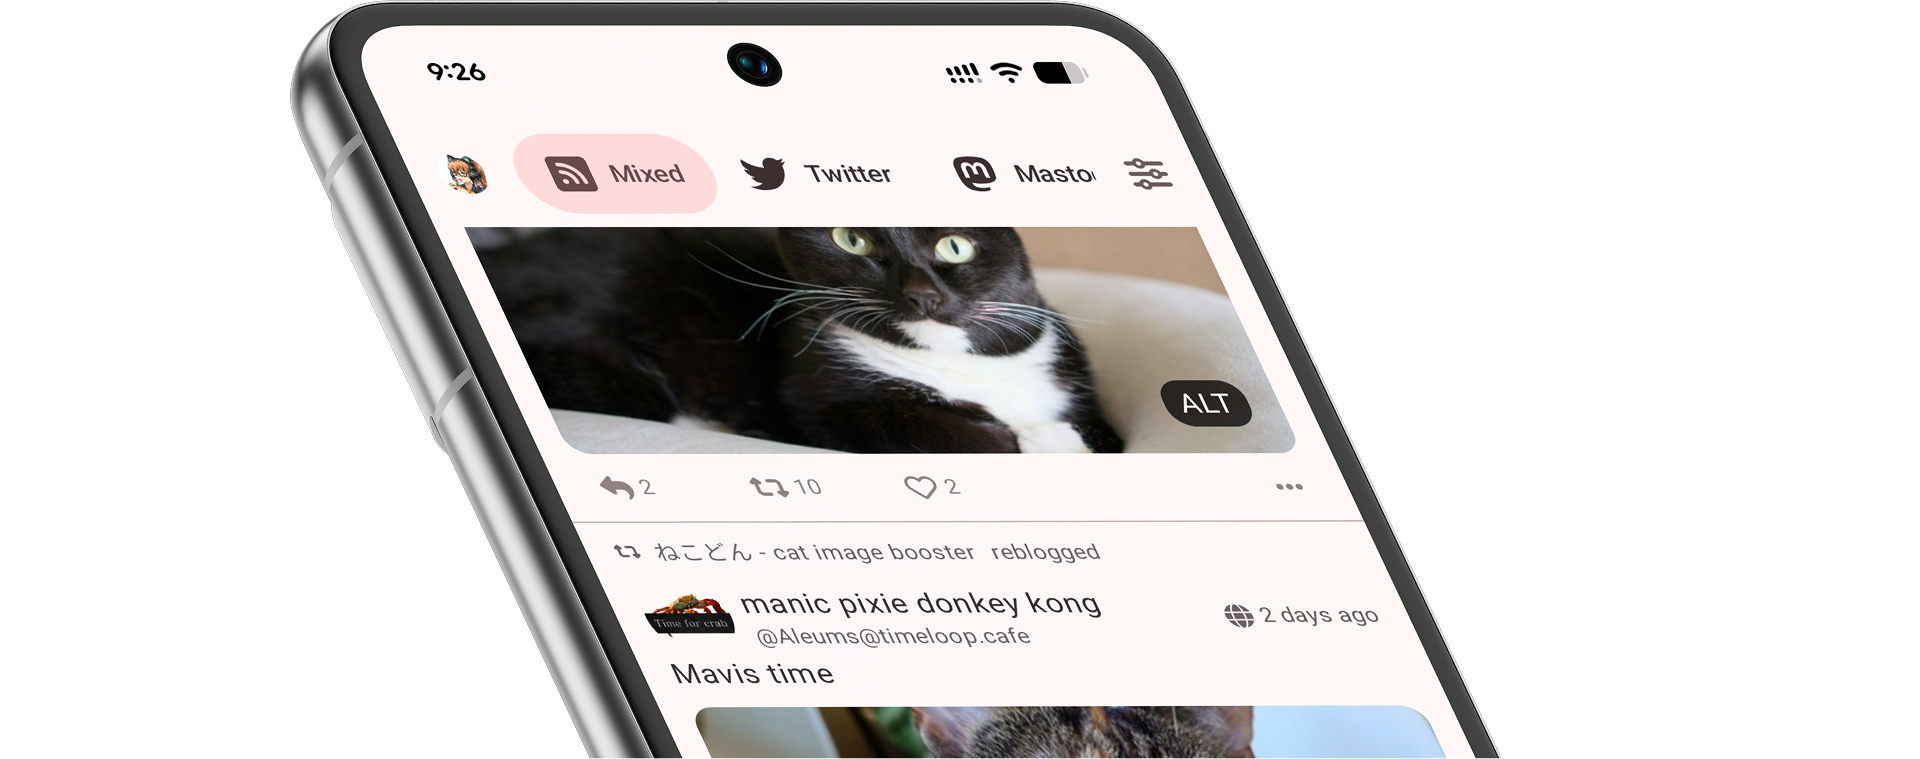 9:26
Mixed Twitter Masto
ALT
2 10 2
ねこどん - cat image booster reblogged
Time for crab
manic pixie donkey kong
2 days ago
@Aleums@timeloop.cafe
Mavis time